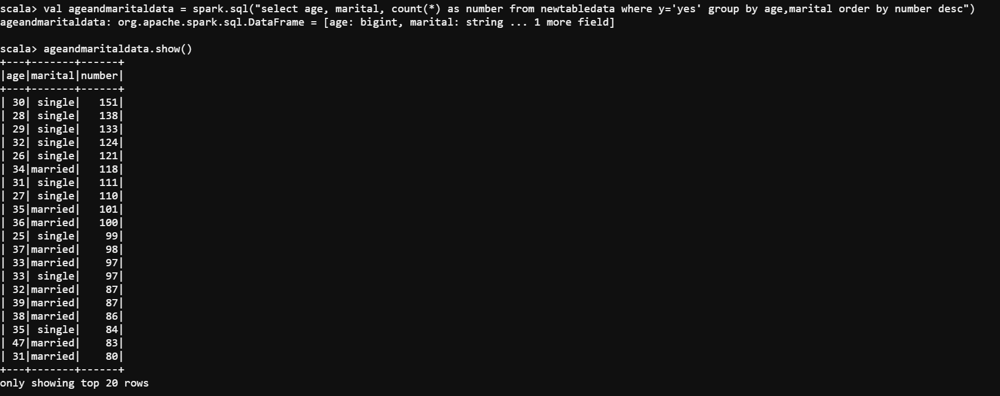 scala> val ageandmaritaldata = spark.sql("select age, marital, count(*) as number from newtabledata where y='yes' group by age,marital order by number desc")
ageandmaritaldata: org.apache.spark.sql.DataFrame = [age: bigint, marital: string ... 1 more field]
scala> ageandmaritaldata.show()
+---+-------+------+
|age|marital|number|
+---+-------+------+
| 30| single|   151|
| 28| single|   138|
| 29| single|   133|
| 32| single|   124|
| 26| single|   121|
| 34|married|   118|
| 31| single|   111|
| 27| single|   110|
| 35|married|   101|
| 36|married|   100|
| 25| single|    99|
| 37|married|    98|
| 33|married|    97|
| 33| single|    97|
| 32|married|    87|
| 39|married|    87|
| 38|married|    86|
| 35| single|    84|
| 47|married|    83|
| 31|married|    80|
+---+-------+------+
only showing top 20 rows